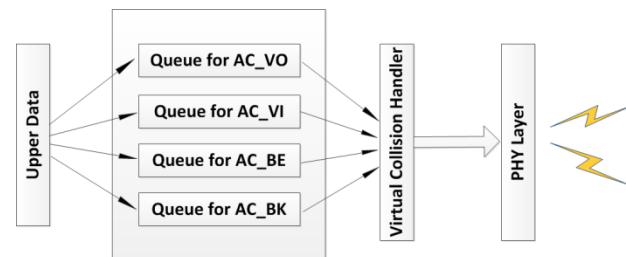 Upper Data
Queue for AC_VO
Queue for AC_VI
Queue for AC_BE
Queue for AC_BK
Virtual Collision Handler
PHY Layer